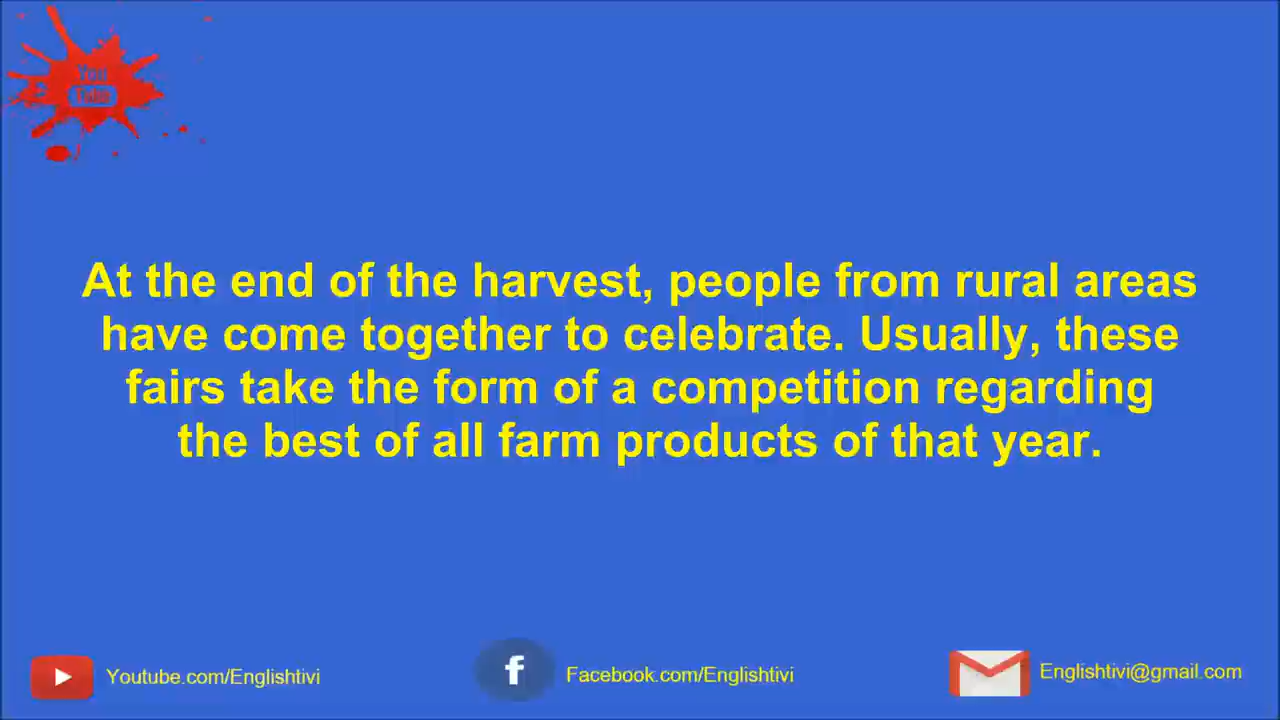 You
Tube
At the end of the harvest, people from rural areas
have come together to celebrate. Usually, these
fairs take the form of a competition regarding
the best of all farm products of that year.
Youtube.com/Englishtivi
f
Facebook.com/Englishtivi
Englishtivi@gmail.com